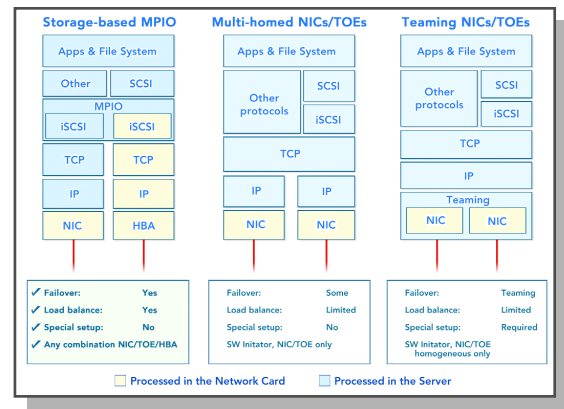 Storage-based MPIO
Multi-homed NICs/TOEs
Teaming NICs/TOEs
Apps & File System
Other
SCSI
MPIO
iSCSI
iSCSI
TCP
TCP
IP
IP
NIC
HBA
Apps & File System
Other
protocols
SCSI
iSCSI
TCP
IP
IP
NIC
NIC
Apps & File System
Other
protocols
SCSI
iSCSI
TCP
IP
Teaming
NIC
NIC
✓ Failover: Yes
✓ Load balance: Yes
✓ Special setup: No
✓ Any combination NIC/TOE/HBA
Failover: Some
Load balance: Limited
Special setup: No
SW Initator, NIC/TOE only
Failover: Teaming
Load balance: Limited
Special setup: Required
SW Initator, NIC/TOE
homogeneous only
Processed in the Network Card
Processed in the Server